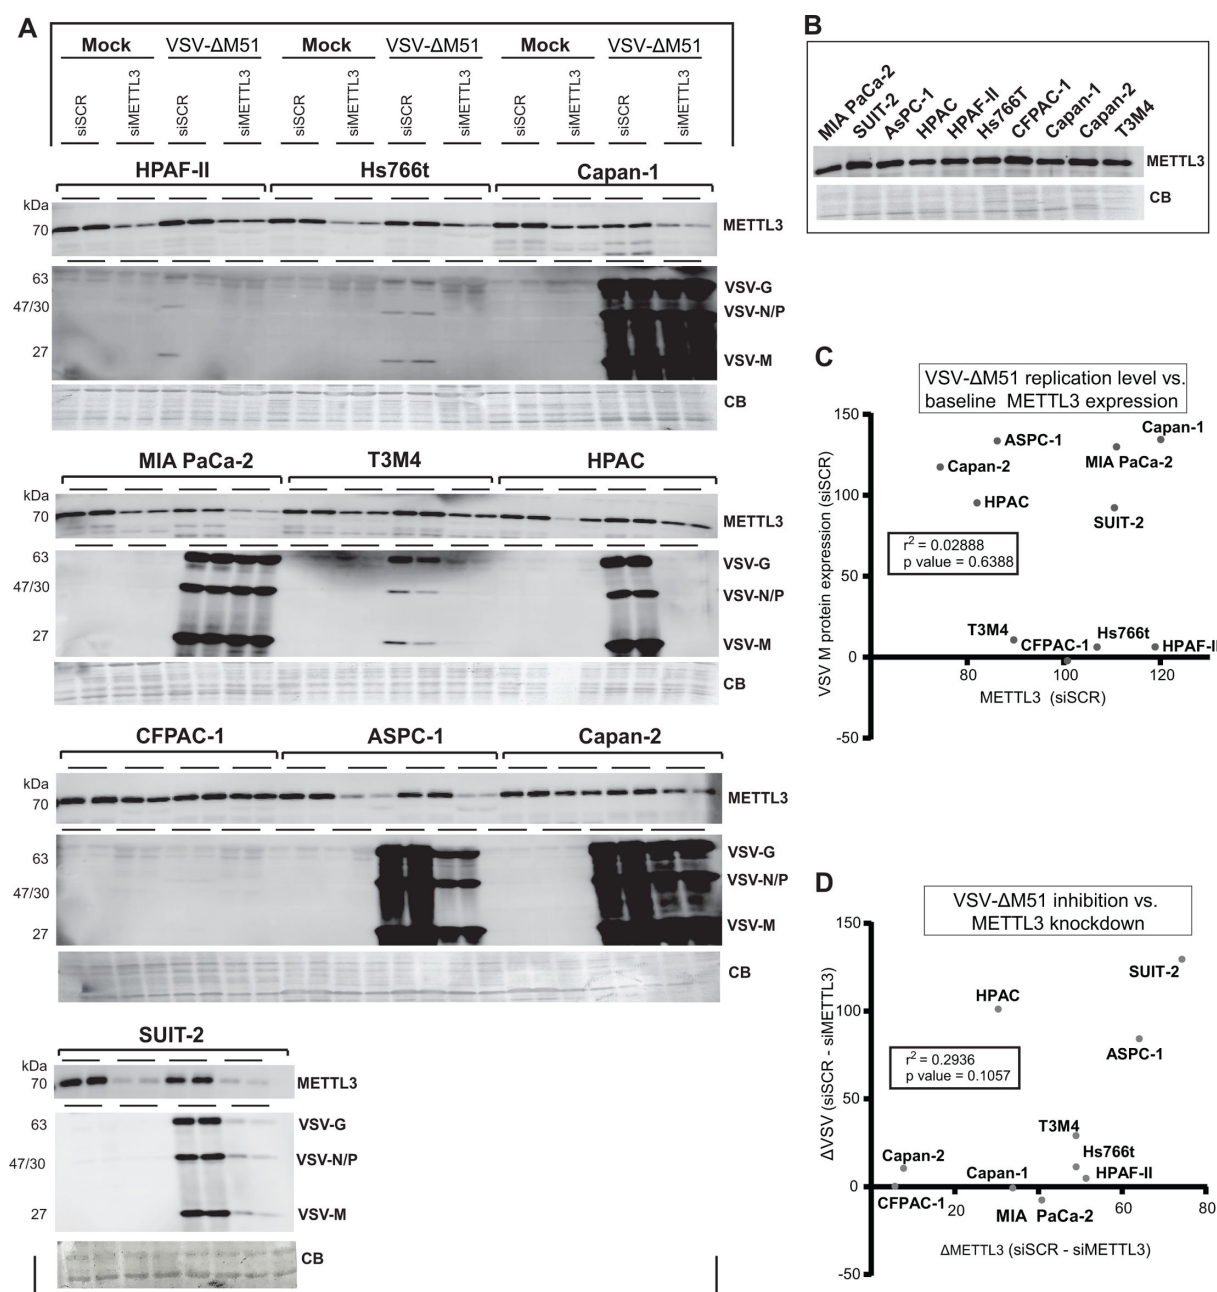 A
Mock VSV-ΔM51 Mock VSV-ΔM51 Mock VSV-ΔM51
siSCR siMETTL3 siSCR siMETTL3 siSCR siMETTL3 siSCR siMETTL3 siSCR siMETTL3 siSCR siMETTL3
HPAF-II Hs766t Capan-1
kDa
70 METTL3
63 VSV-G
47/30 VSV-N/P
27 VSV-M
CB
MIA PaCa-2 T3M4 HPAC
kDa
70 METTL3
63 VSV-G
47/30 VSV-N/P
27 VSV-M
CB
CFPAC-1 ASPC-1 Capan-2
kDa
70 METTL3
63 VSV-G
47/30 VSV-N/P
27 VSV-M
CB
SUIT-2
kDa
70 METTL3
63 VSV-G
47/30 VSV-N/P
27 VSV-M
CB
B
MIA PaCa-2 SUIT-2 AsPC-1 HPAC HPAF-II Hs766T CFPAC-1 Capan-1 Capan-2 T3M4
METTL3
CB
C
VSV-ΔM51 replication level vs.
baseline METTL3 expression
VSV M protein expression (siSCR)
150
100
50
0
-50
Capan-1
ASPC-1
MIA PaCa-2
Capan-2
HPAC
SUIT-2
r² = 0.02888
p value = 0.6388
T3M4
CFPAC-1
Hs766t
HPAF-II
80 100 120
METTL3 (siSCR)
D
VSV-ΔM51 inhibition vs.
METTL3 knockdown
ΔVSV (siSCR - siMETTL3)
150
100
50
0
-50
SUIT-2
HPAC
ASPC-1
r² = 0.2936
p value = 0.1057
T3M4
Hs766t
Capan-2
Capan-1
HPAF-II
CFPAC-1
MIA PaCa-2
20 60 80
ΔMETTL3 (siSCR - siMETTL3)